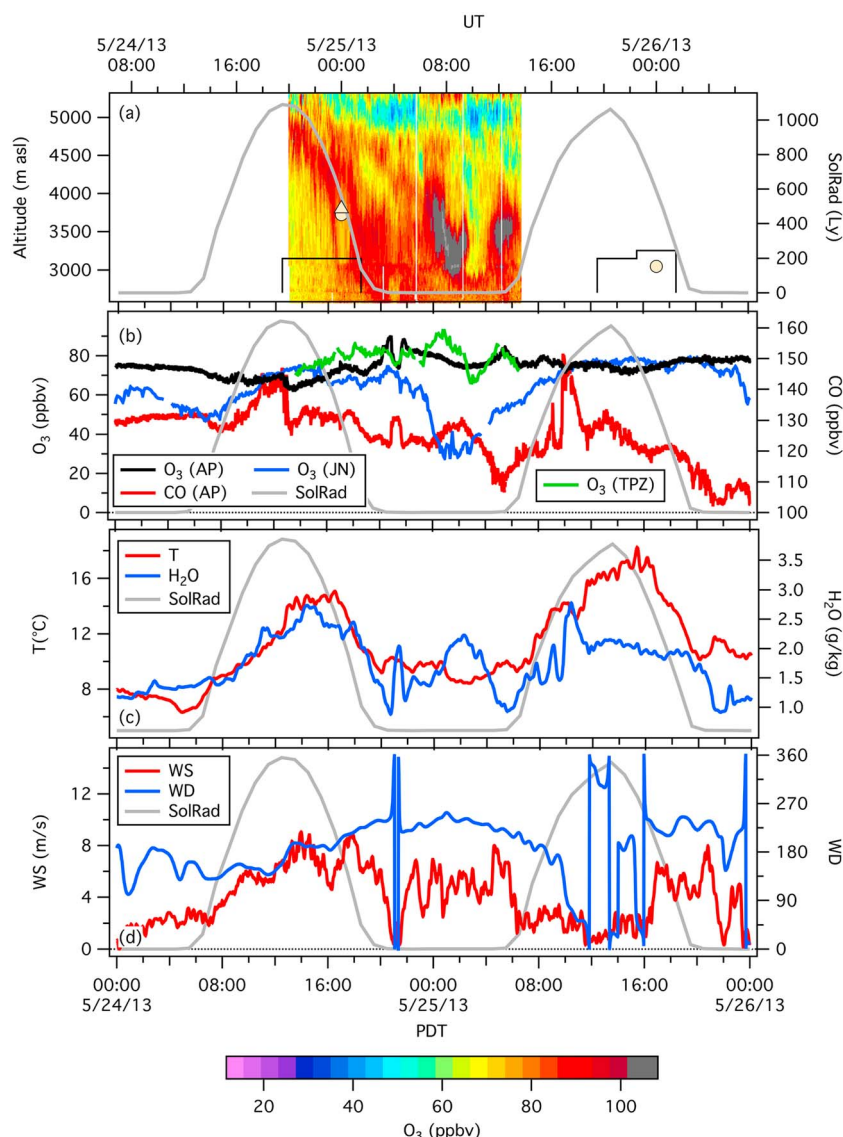 UT
5/24/13 5/25/13 5/26/13
08:00 16:00 00:00 08:00 16:00 00:00
(a)
Altitude (m asl)
5000
4500
4000
3500
3000
SolRad (Ly)
1000
800
600
400
200
0
(b)
O3 (ppbv)
80
60
40
20
0
CO (ppbv)
160
150
140
130
120
110
100
O3 (AP) O3 (JN)
CO (AP) SolRad
O3 (TPZ)
T
H2O
SolRad
T(°C)
16
12
8
H2O (g/kg)
3.5
3.0
2.5
2.0
1.5
1.0
(c)
WS
WD
SolRad
WS (m/s)
12
8
4
0
WD
360
270
180
90
0
(d)
00:00 08:00 16:00 00:00 08:00 16:00 00:00
5/24/13 5/25/13 5/26/13
PDT
20 40 60 80 100
O3 (ppbv)